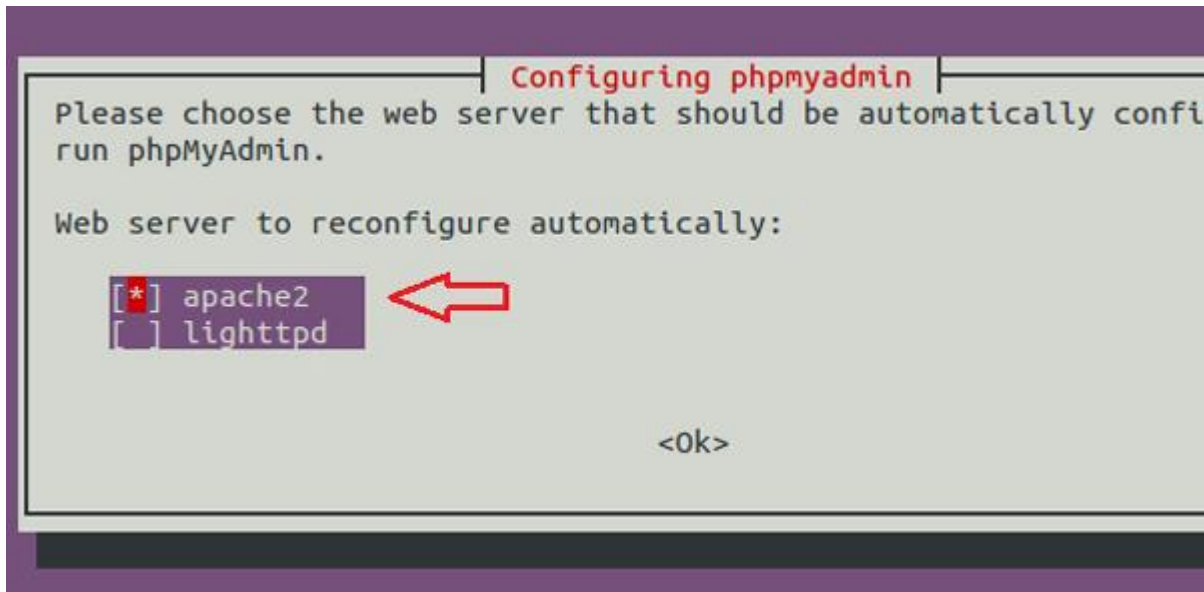 Configuring phpmyadmin
Please choose the web server that should be automatically confi
run phpMyAdmin.
Web server to reconfigure automatically:
[*] apache2
[ ] lighttpd
<Ok>